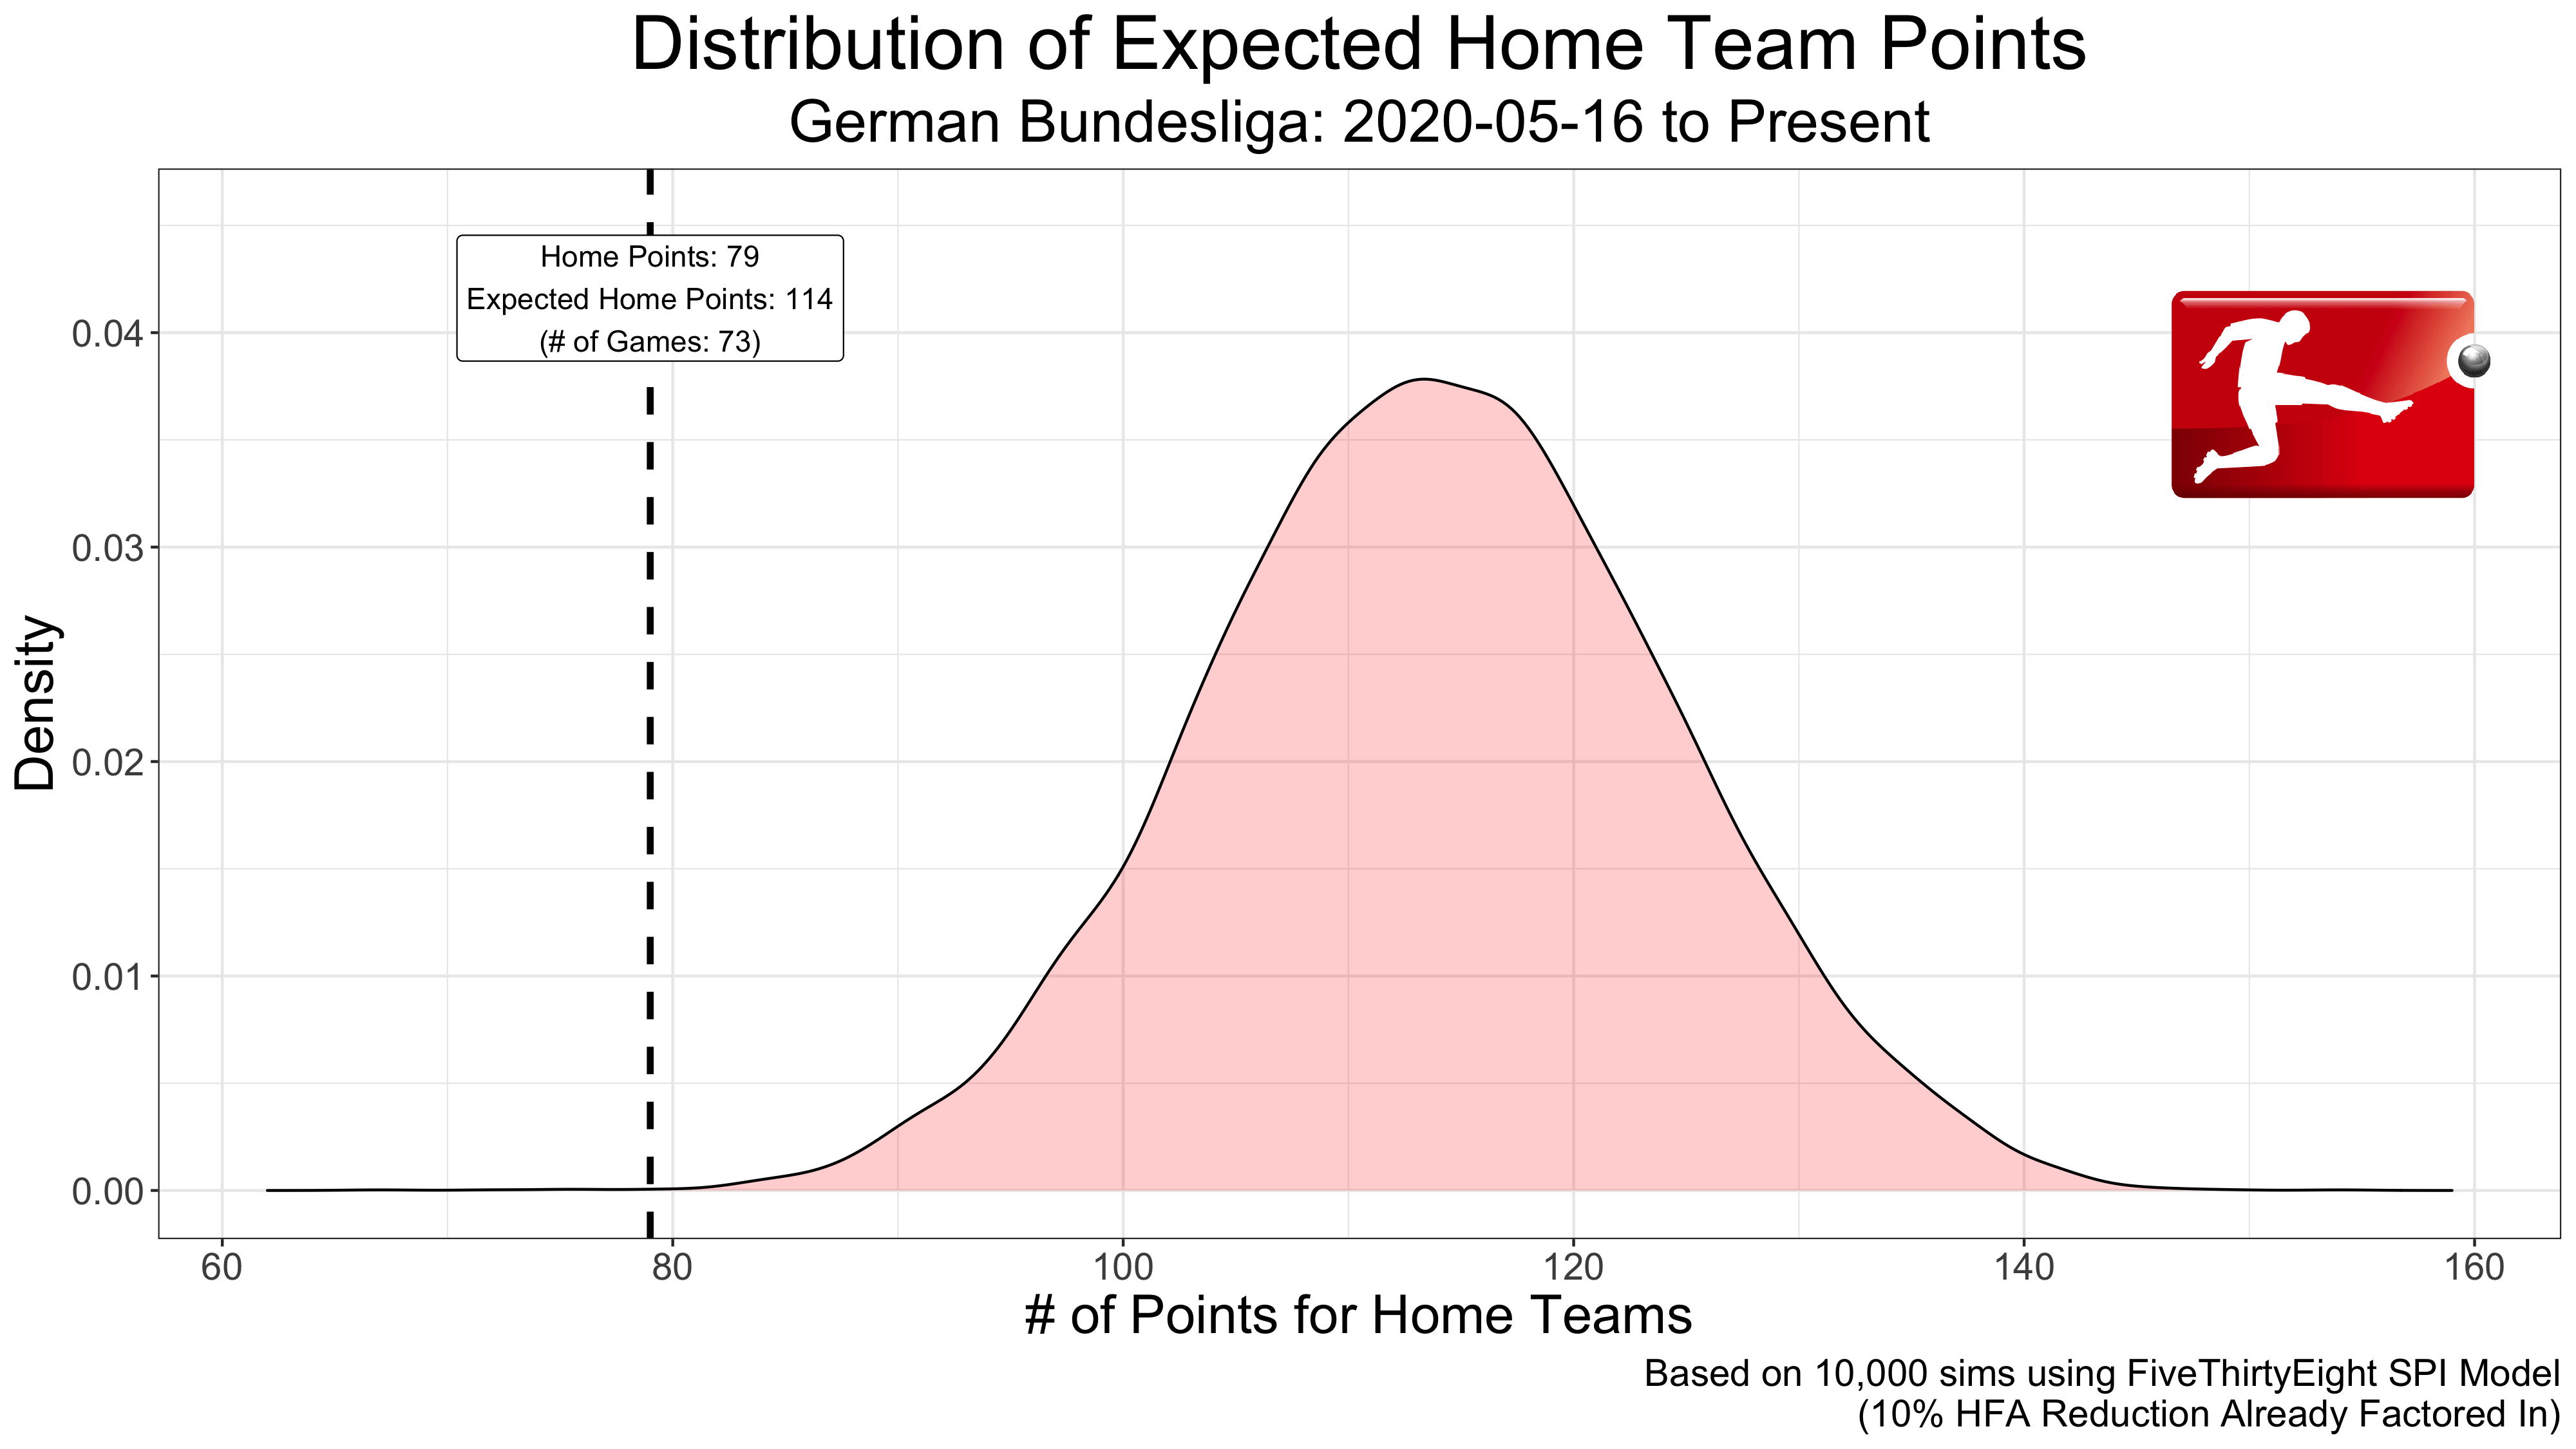 Distribution of Expected Home Team Points
German Bundesliga: 2020-05-16 to Present
Home Points: 79
Expected Home Points: 114
(# of Games: 73)
0.04
0.03
0.02
0.01
0.00
Density
60 80 100 120 140 160
# of Points for Home Teams
Based on 10,000 sims using FiveThirtyEight SPI Model
(10% HFA Reduction Already Factored In)